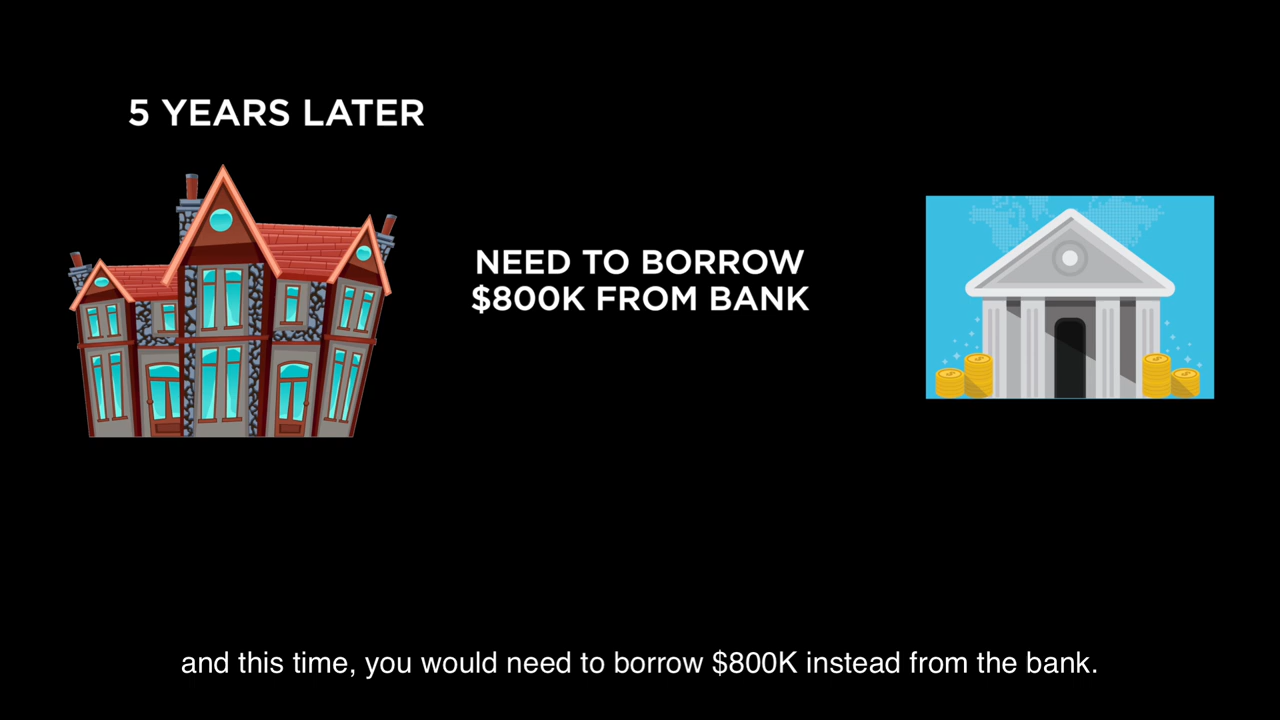 5 YEARS LATER
NEED TO BORROW
$800K FROM BANK
and this time, you would need to borrow $800K instead from the bank.